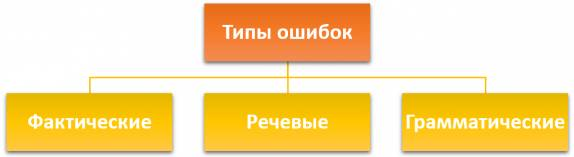 Типы ошибок
Фактические
Речевые
Грамматические